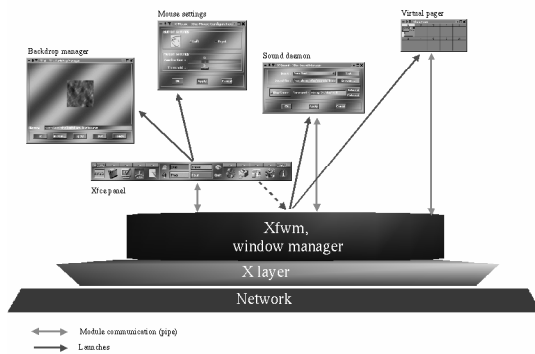 Virtual pager
Mouse settings
Backdrop manager
Sound daemon
Xfce panel
Xfwm,
window manager
X layer
Network
Module communication (pipe)
Launches